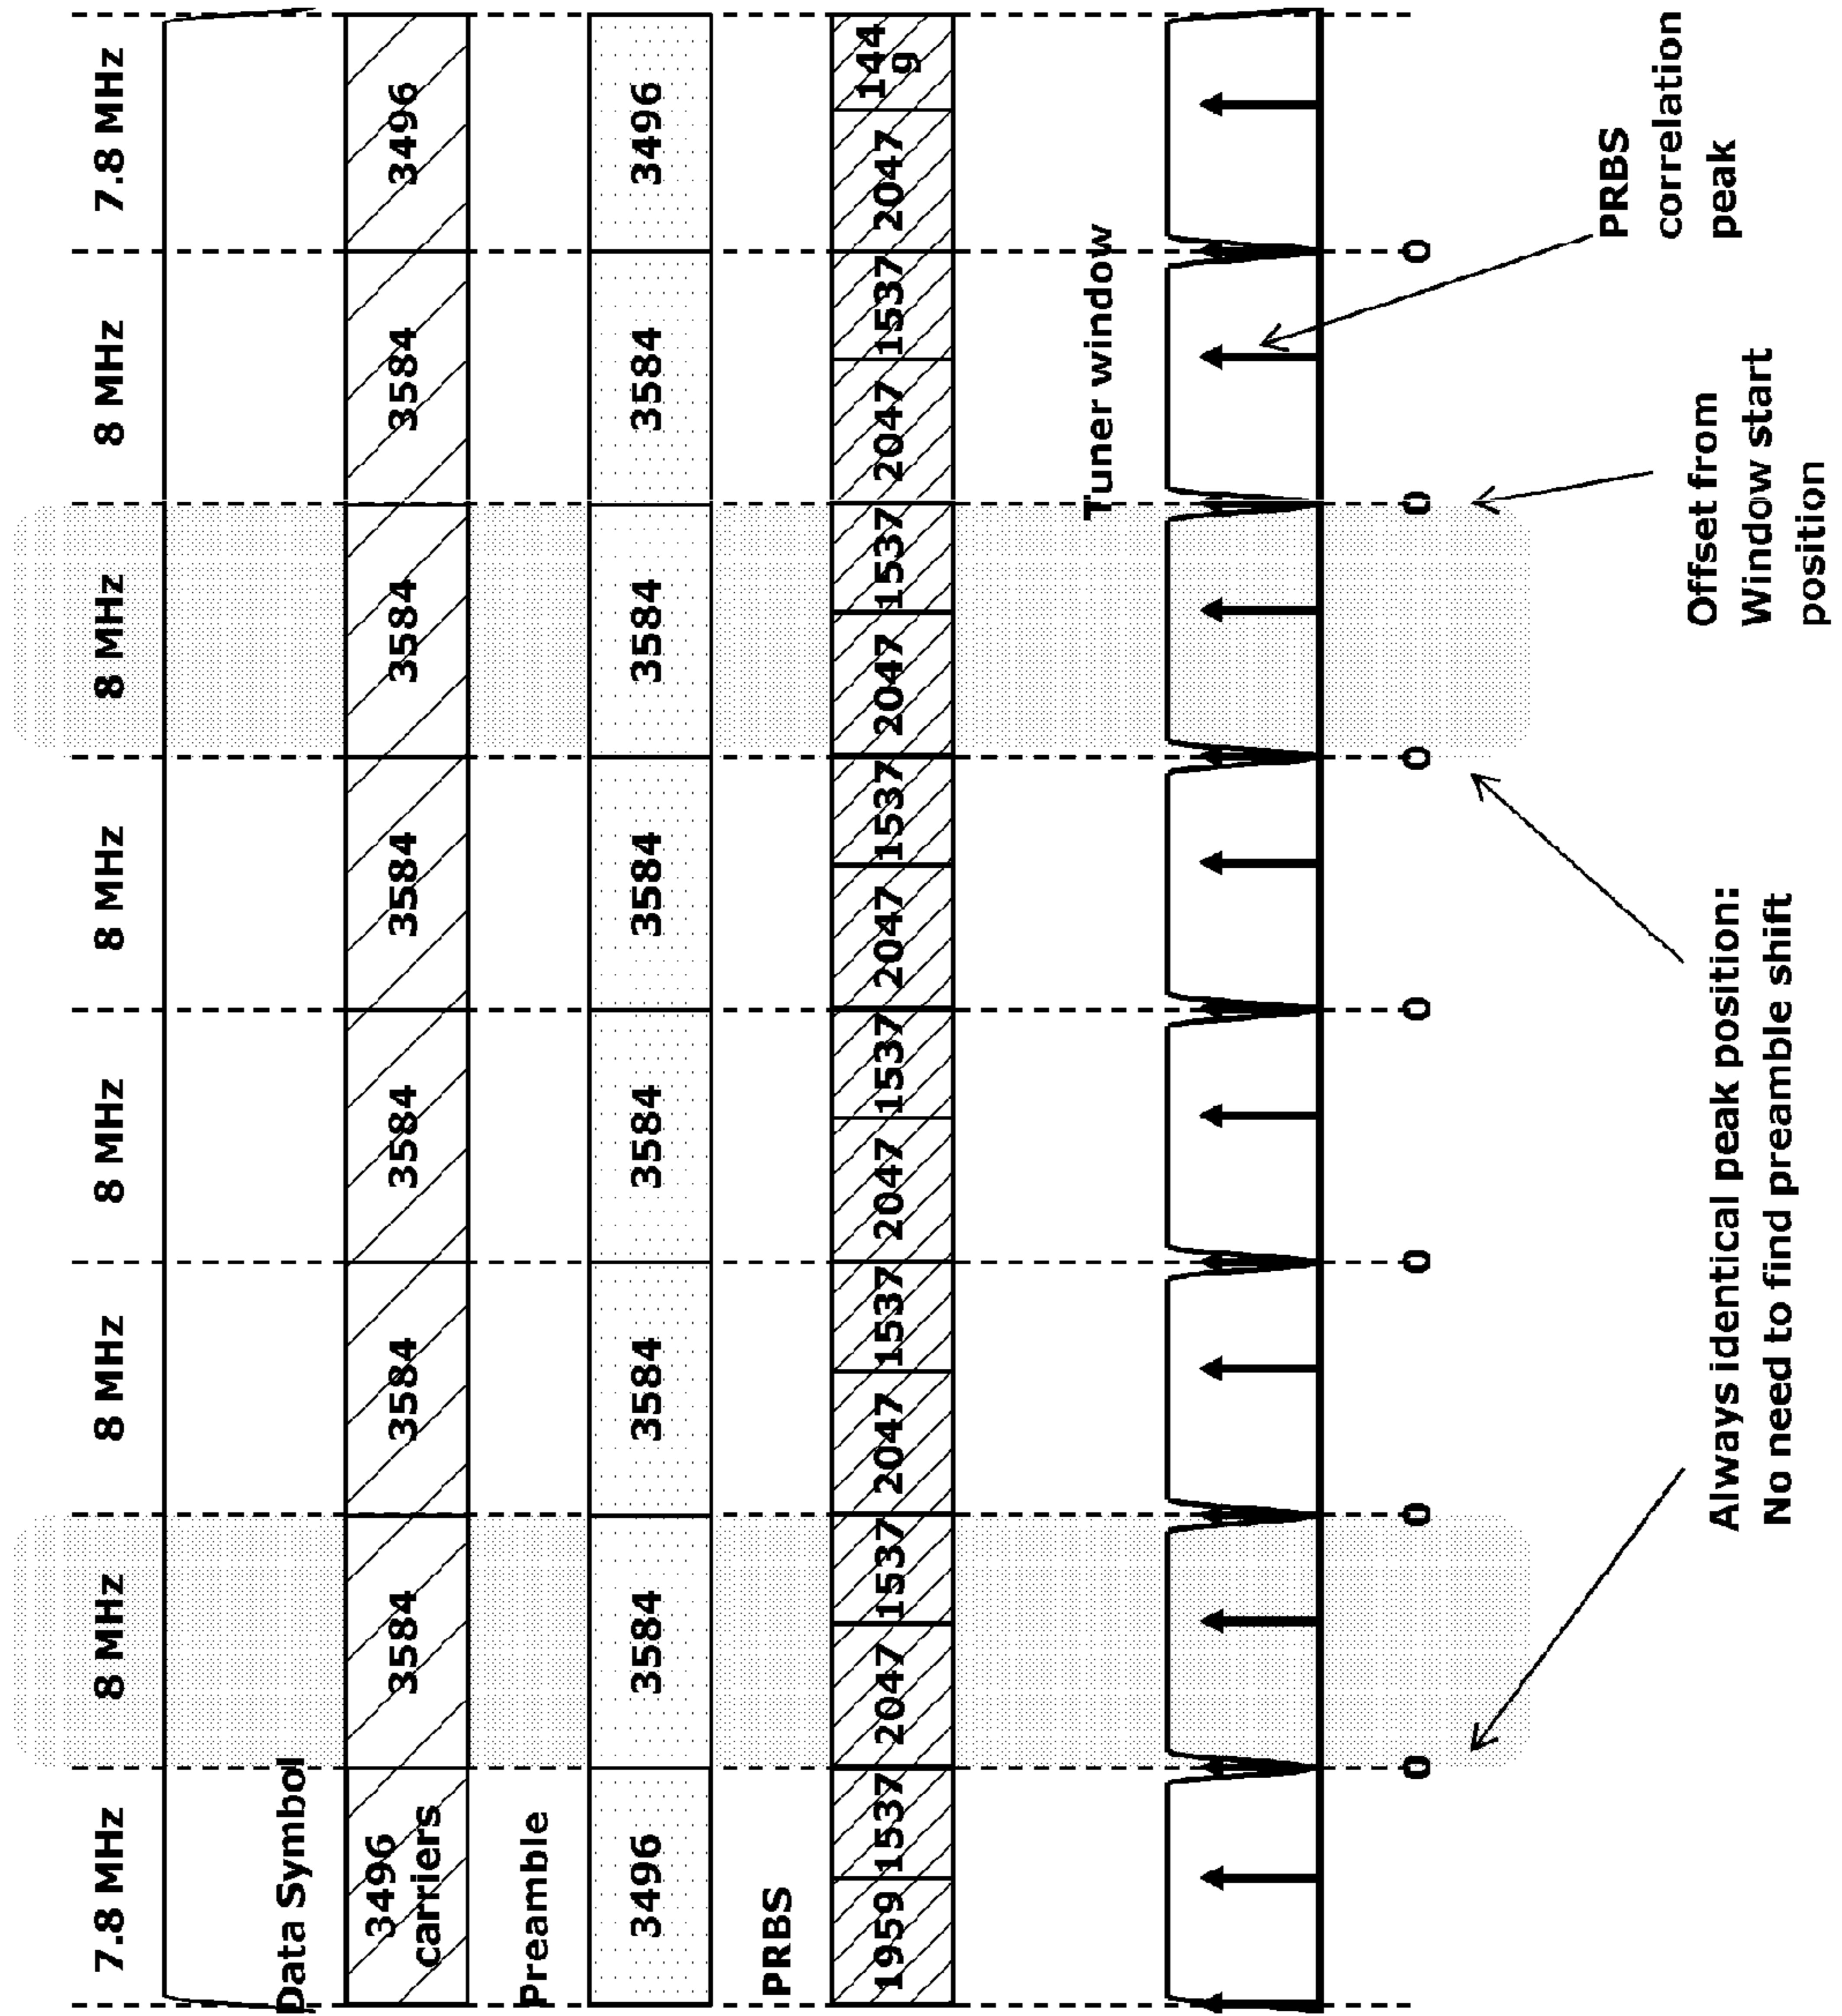 7.8 MHz 8 MHz 8 MHz 8 MHz 8 MHz 8 MHz 8 MHz 7.8 MHz
Data Symbol
3496 3584 3584 3584 3584 3584 3584 3496
carriers
Preamble
3496 3584 3584 3584 3584 3584 3584 3496
PRBS
1959 1537 2047 1537 2047 1537 2047 1537 2047 1537 2047 1537 2047 1537 2047 144
9
Tuner window
0 0 0 0 0 0 0
PRBS
correlation
peak
Offset from
Window start
position
Always identical peak position:
No need to find preamble shift